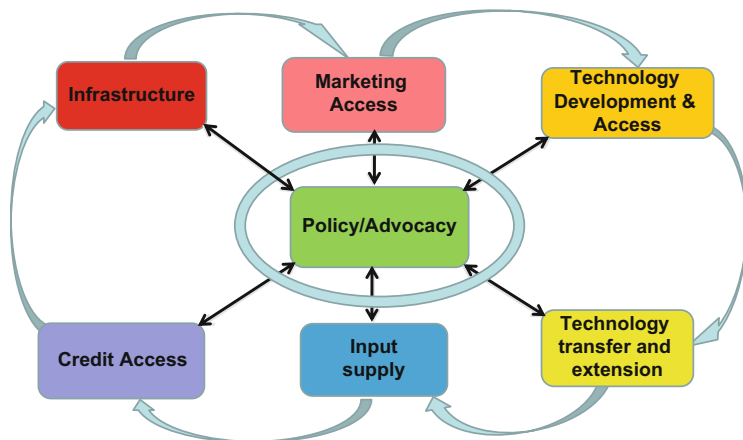 Infrastructure
Marketing
Access
Technology
Development &
Access
Policy/Advocacy
Credit Access
Input
supply
Technology
transfer and
extension